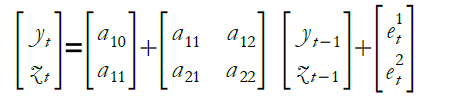 [y_t z_t] = [a_10 a_11] + [a_11 a_12 a_21 a_22] [y_{t-1} z_{t-1}] + [e_t^1 e_t^2]